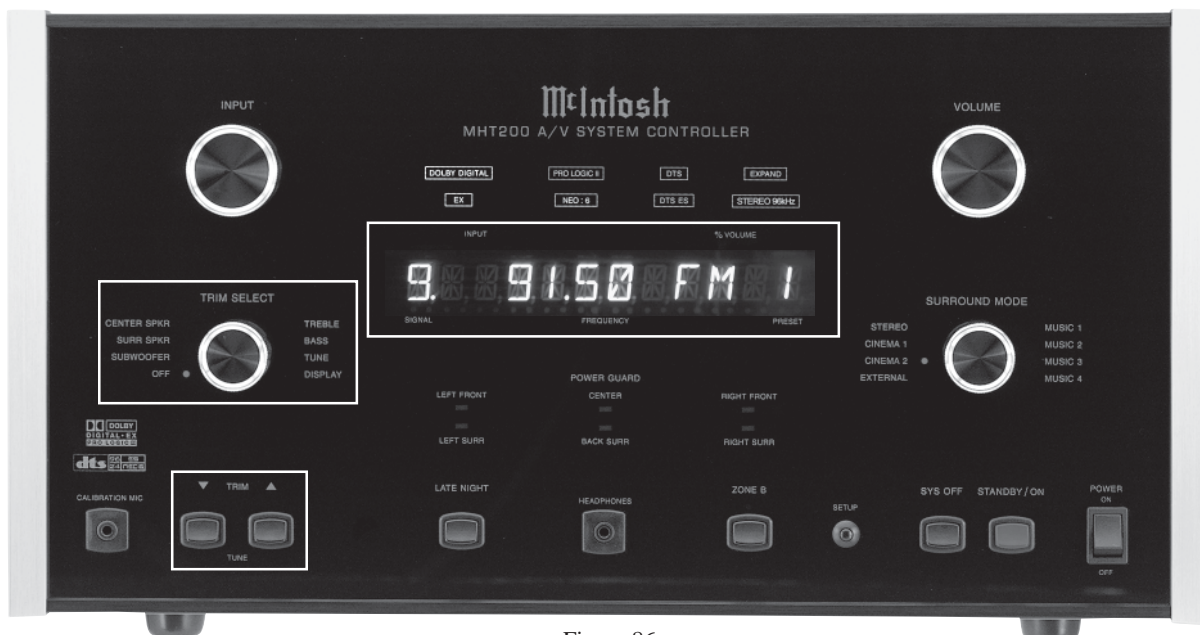 McIntosh
MHT200 A/V SYSTEM CONTROLLER
INPUT
VOLUME
DOLBY DIGITAL
PRO LOGIC II
DTS
EXPAND
EX
NEO : 6
DTS ES
STEREO 96kHz
INPUT
% VOLUME
9. 91.50 FM 1
SIGNAL
FREQUENCY
PRESET
TRIM SELECT
CENTER SPKR
SURR SPKR
SUBWOOFER
OFF
TREBLE
BASS
TUNE
DISPLAY
SURROUND MODE
STEREO
CINEMA 1
CINEMA 2
EXTERNAL
MUSIC 1
MUSIC 2
MUSIC 3
MUSIC 4
POWER GUARD
LEFT FRONT
CENTER
RIGHT FRONT
LEFT SURR
BACK SURR
RIGHT SURR
DOLBY
DIGITAL-EX
PRO LOGIC II
dts
CALIBRATION MIC
▼ TRIM ▲
TUNE
LATE NIGHT
HEADPHONES
ZONE B
SETUP
SYS OFF
STANDBY/ON
POWER
ON
OFF